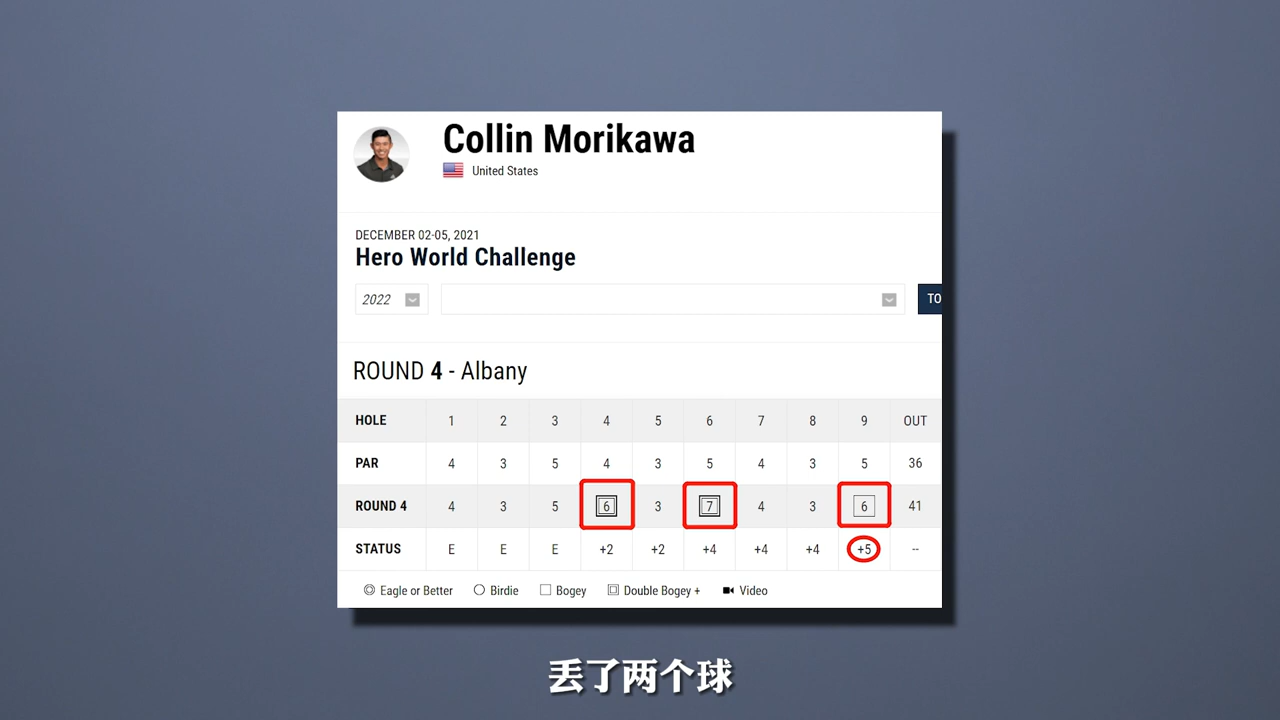 Collin Morikawa
United States
DECEMBER 02-05, 2021
Hero World Challenge
2022
TO
ROUND 4 - Albany
HOLE 1 2 3 4 5 6 7 8 9 OUT
PAR 4 3 5 4 3 5 4 3 5 36
ROUND 4 4 3 5 6 3 7 4 3 6 41
STATUS E E E +2 +2 +4 +4 +4 +5 --
Eagle or Better Birdie Bogey Double Bogey + Video
丢了两个球